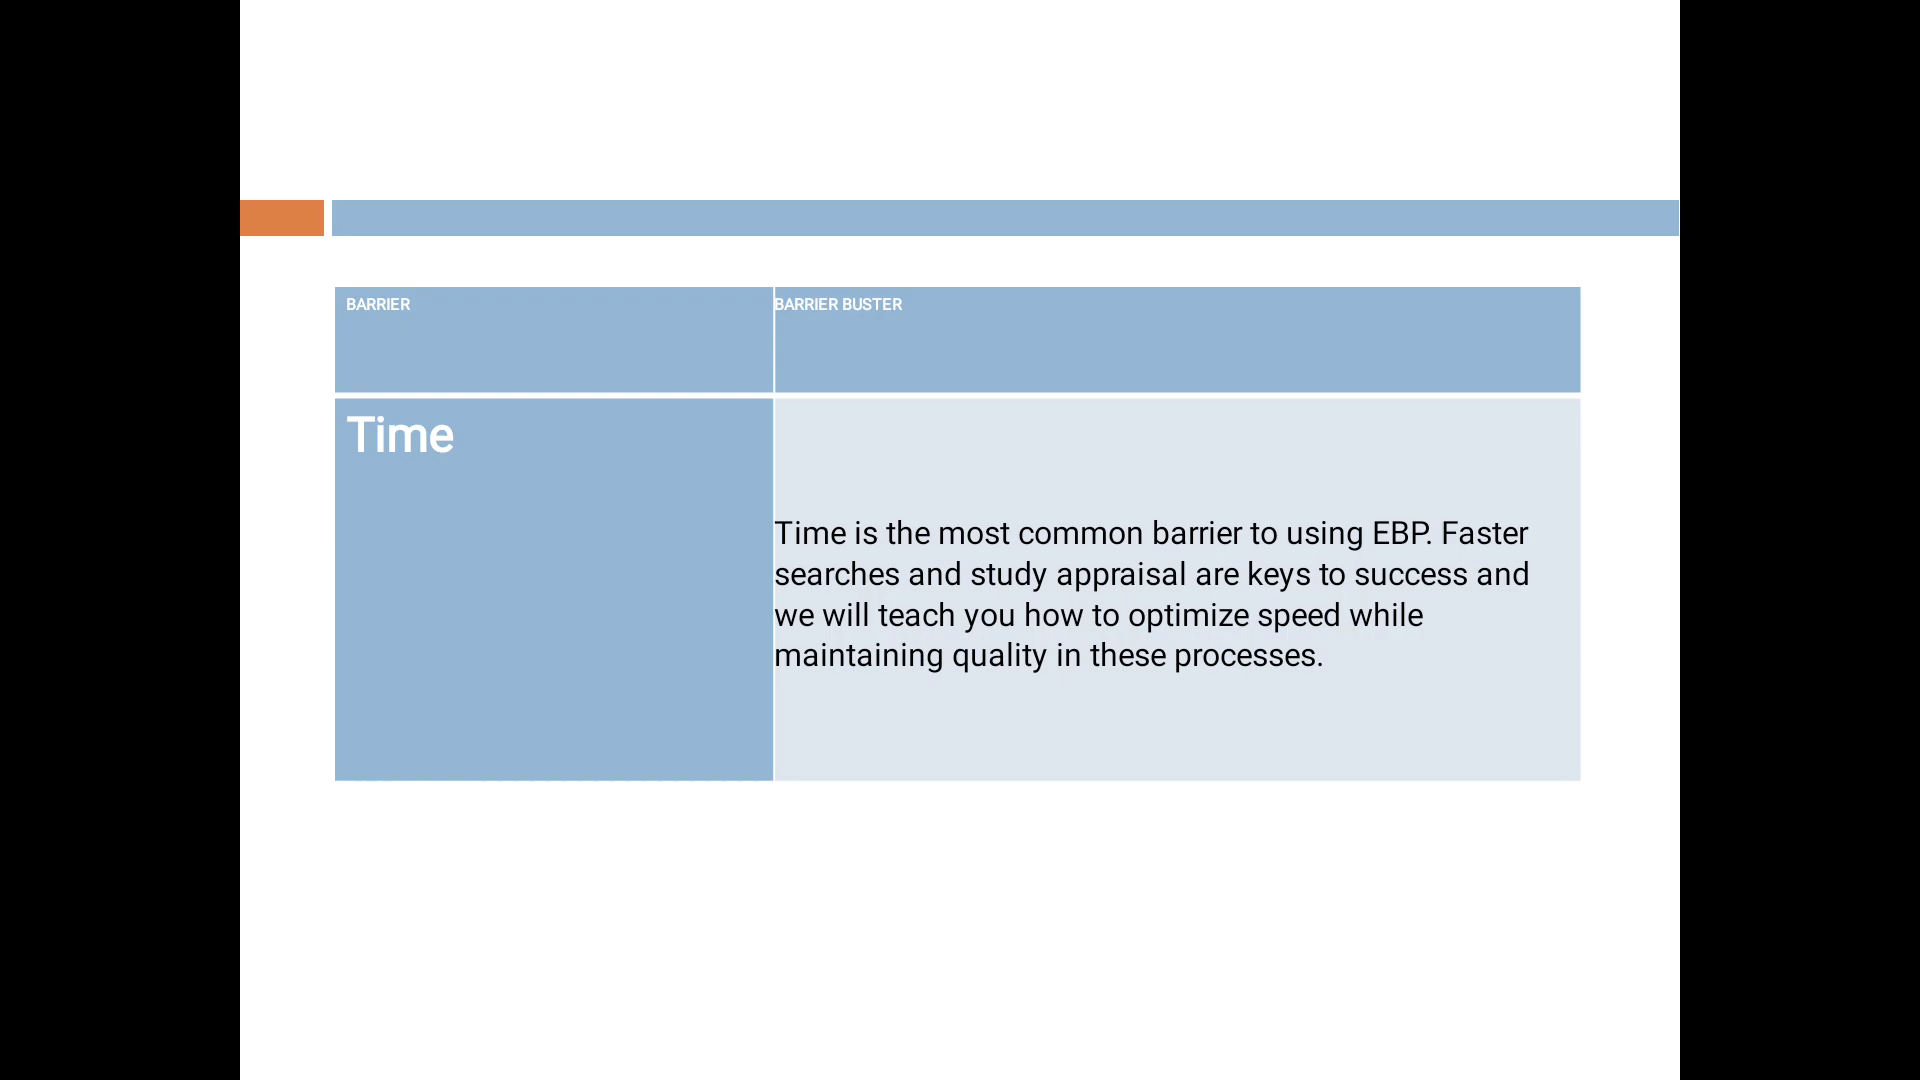 BARRIER
BARRIER BUSTER
Time
Time is the most common barrier to using EBP. Faster
searches and study appraisal are keys to success and
we will teach you how to optimize speed while
maintaining quality in these processes.